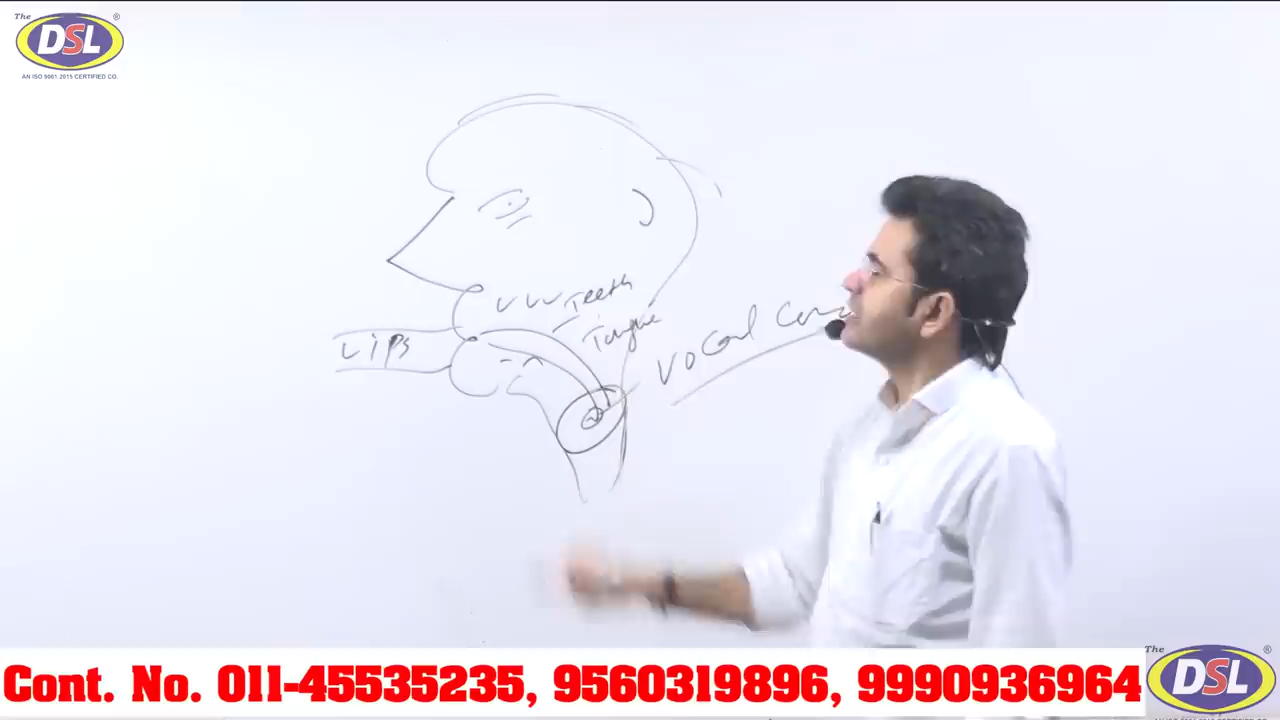 The
DSL
®
AN ISO 9001:2015 CERTIFIED CO.
Teeth
Tongue
Lips
Vocal
Cont. No. 011-45535235, 9560319896, 9990936964
The
DSL
®